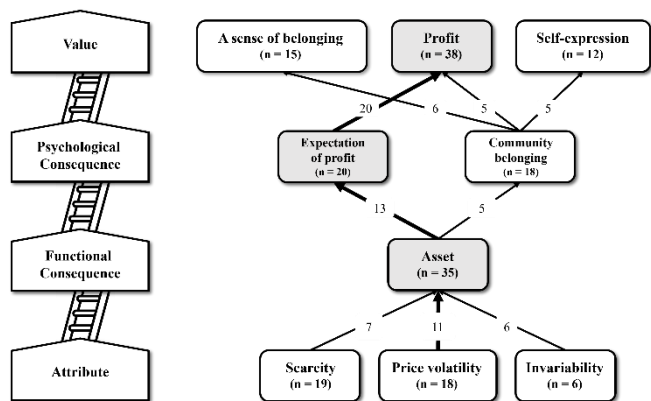 Value
A sense of belonging
(n = 15)
Profit
(n = 38)
Self-expression
(n = 12)
20
6
5
5
Psychological
Consequence
Expectation
of profit
(n = 20)
Community
belonging
(n = 18)
13
5
Functional
Consequence
Asset
(n = 35)
7
11
6
Attribute
Scarcity
(n = 19)
Price volatility
(n = 18)
Invariability
(n = 6)